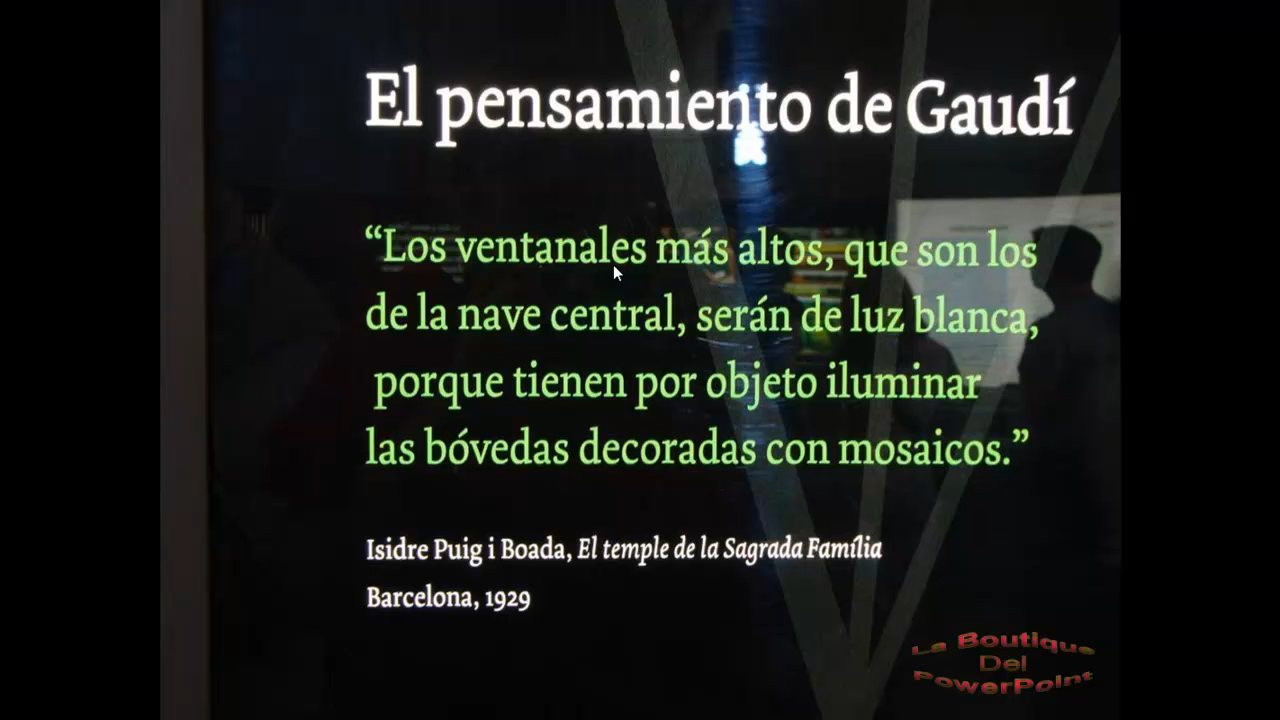 El pensamiento de Gaudí
“Los ventanales más altos, que son los
de la nave central, serán de luz blanca,
porque tienen por objeto iluminar
las bóvedas decoradas con mosaicos.”
Isidre Puig i Boada, El temple de la Sagrada Família
Barcelona, 1929
La Boutique
Del
PowerPoint